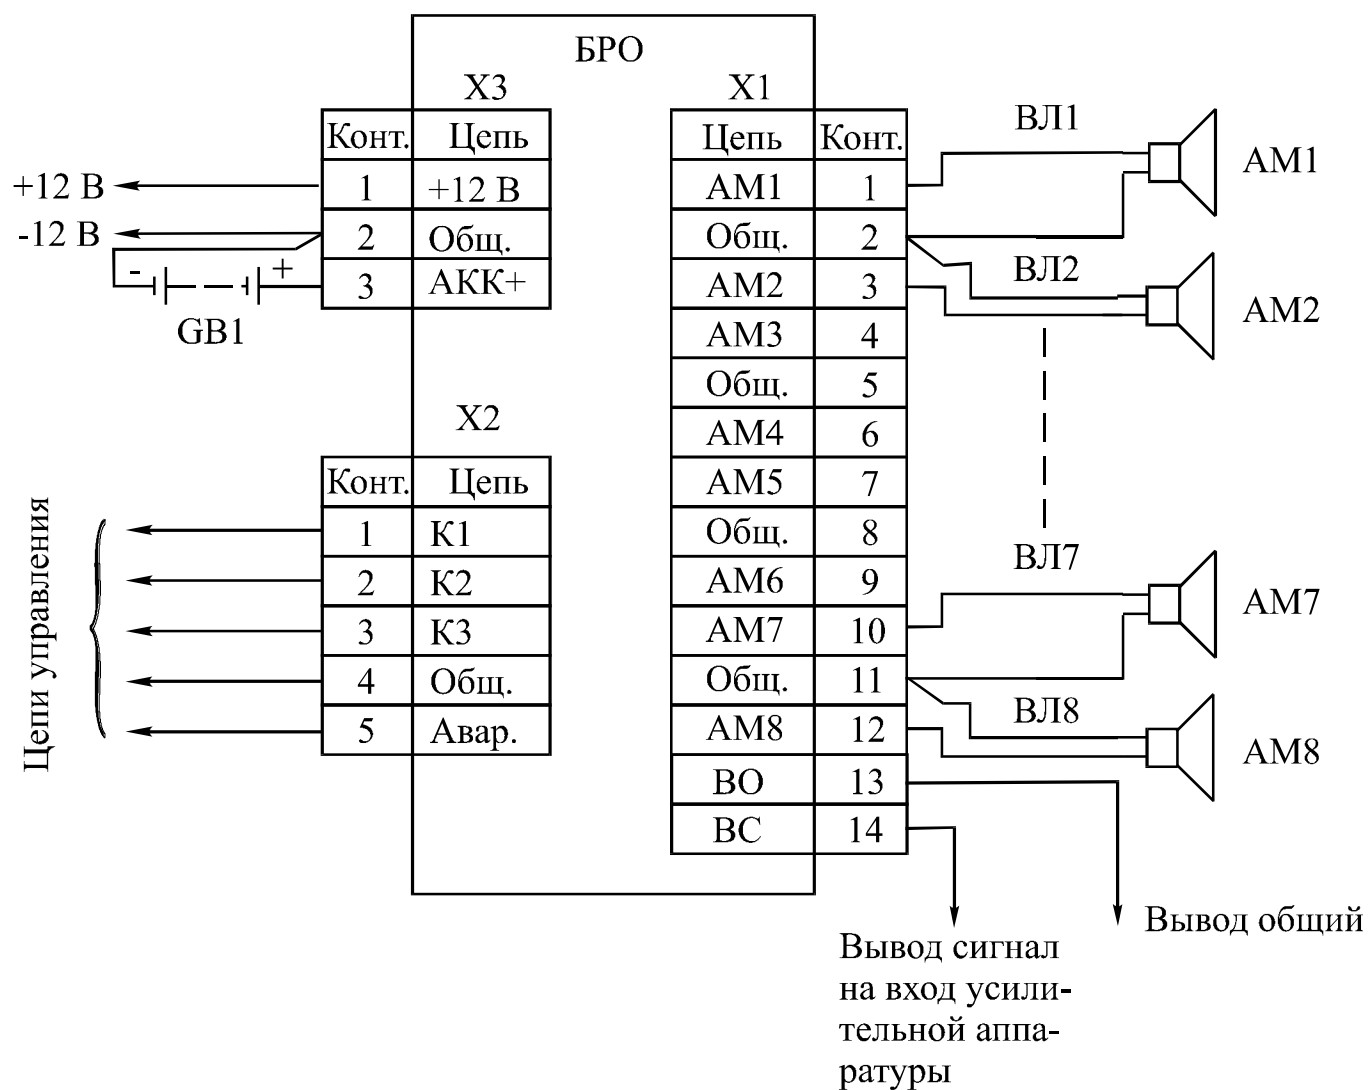 БРО
X3
Конт. Цепь
+12 В 1 +12 В
-12 В 2 Общ.
- + 3 АКК+
GB1
X2
Конт. Цепь
1 К1
2 К2
3 К3
4 Общ.
5 Авар.
Цепи управления
X1
Цепь Конт.
АМ1 1
Общ. 2
АМ2 3
АМ3 4
Общ. 5
АМ4 6
АМ5 7
Общ. 8
АМ6 9
АМ7 10
Общ. 11
АМ8 12
ВО 13
ВС 14
ВЛ1
АМ1
ВЛ2
АМ2
ВЛ7
АМ7
ВЛ8
АМ8
Вывод общий
Вывод сигнал
на вход усили-
тельной аппа-
ратуры